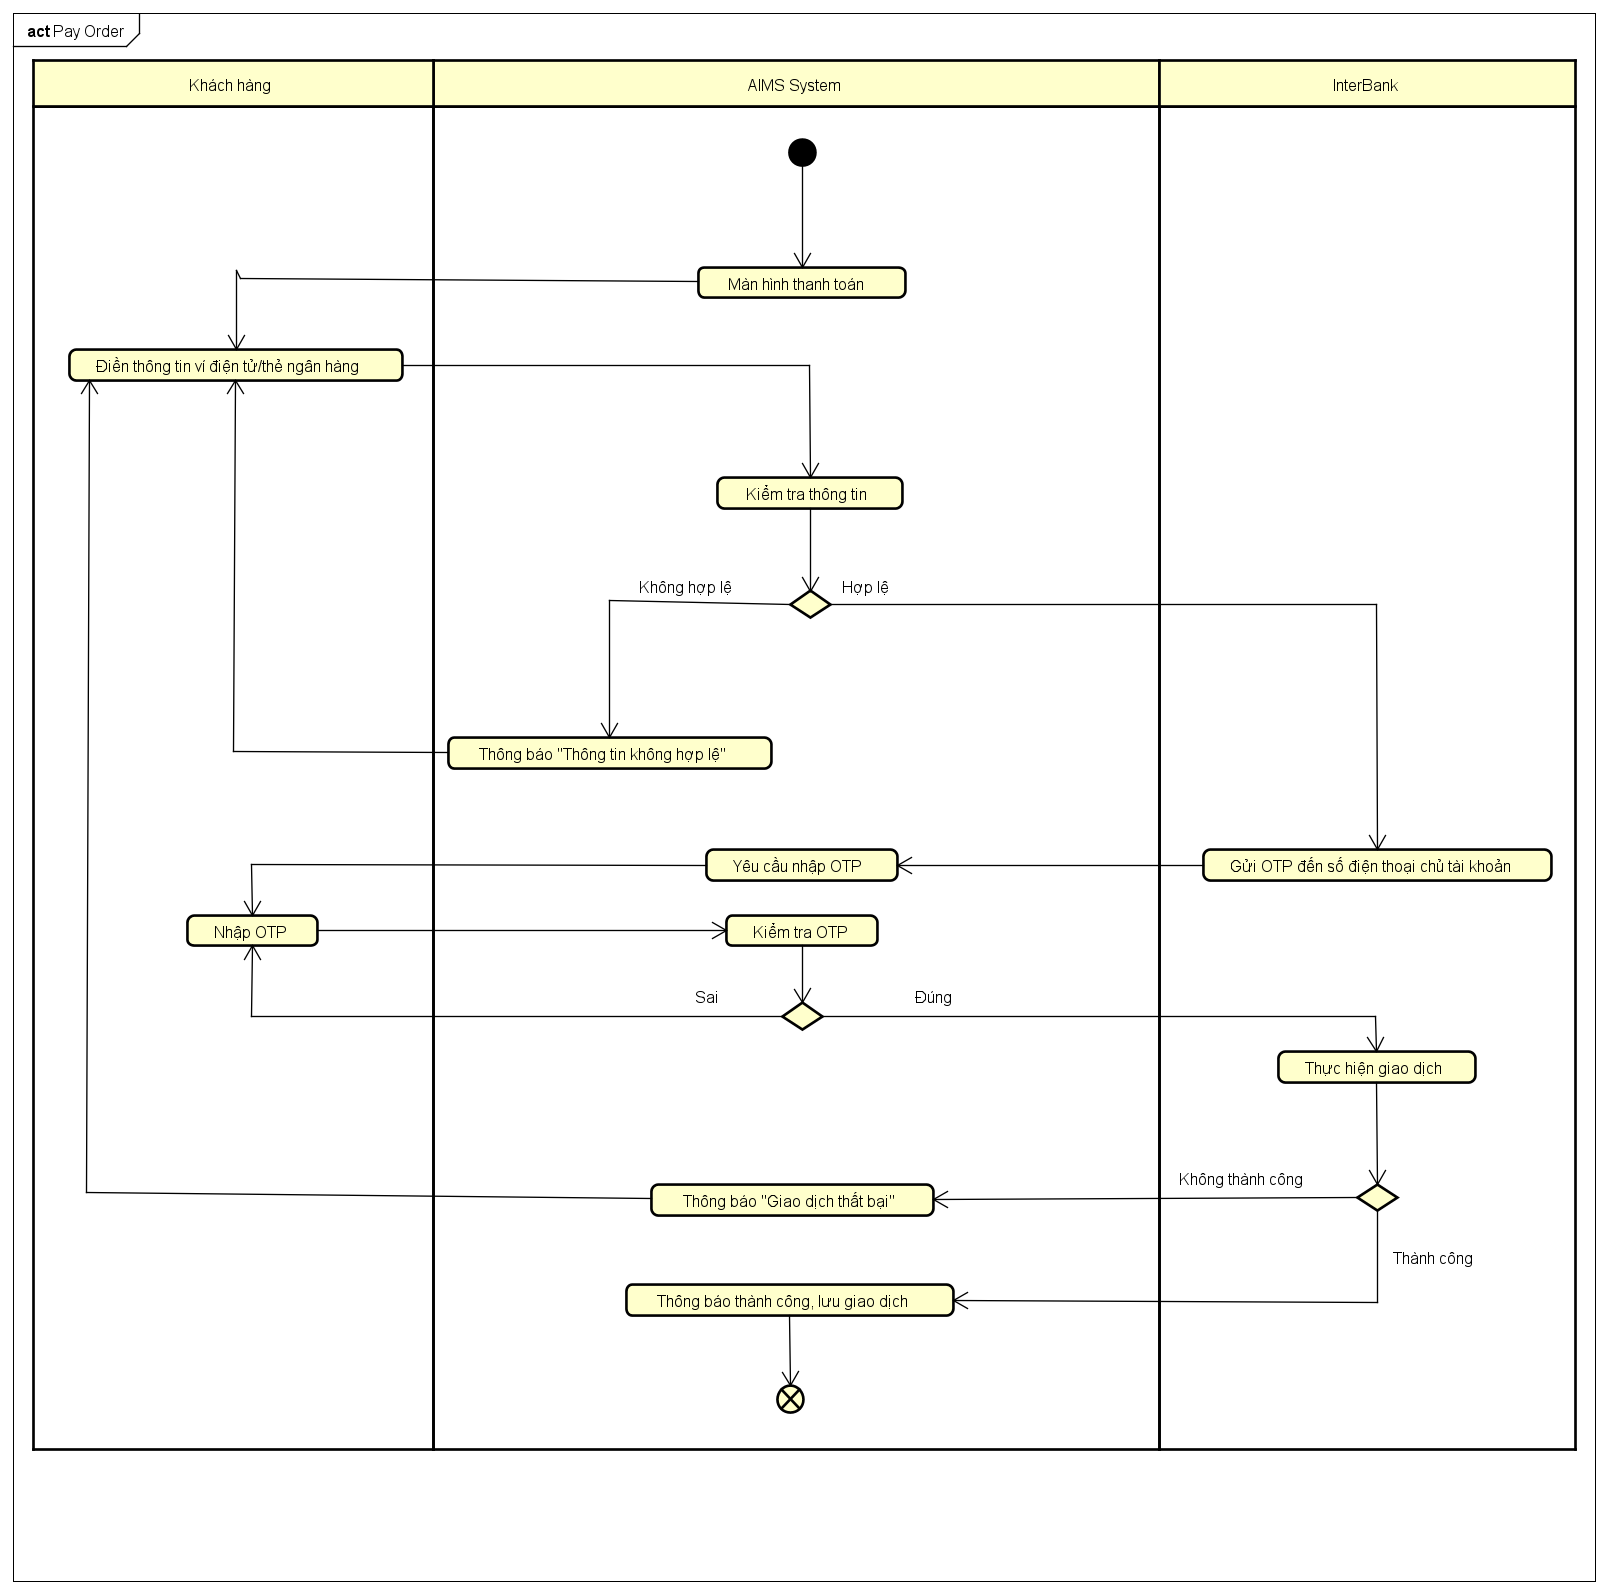 act Pay Order
Khách hàng
AIMS System
InterBank
Màn hình thanh toán
Điền thông tin ví điện tử/thẻ ngân hàng
Kiểm tra thông tin
Không hợp lệ
Hợp lệ
Thông báo "Thông tin không hợp lệ"
Yêu cầu nhập OTP
Gửi OTP đến số điện thoại chủ tài khoản
Nhập OTP
Kiểm tra OTP
Sai
Đúng
Thực hiện giao dịch
Không thành công
Thông báo "Giao dịch thất bại"
Thành công
Thông báo thành công, lưu giao dịch